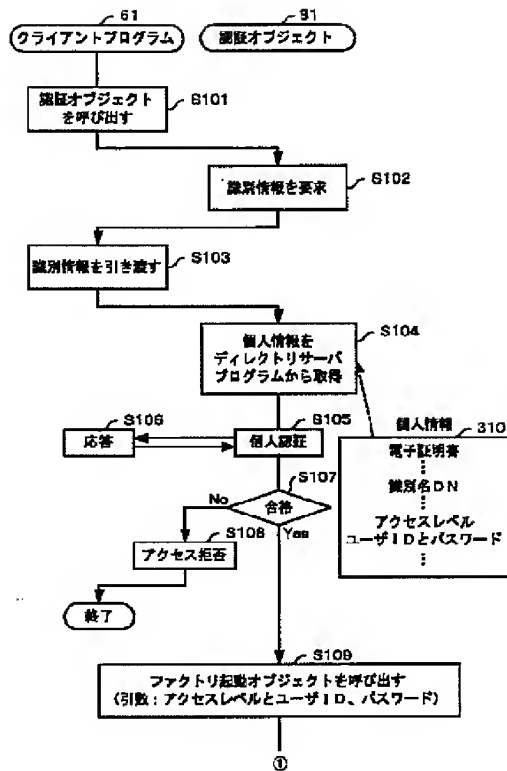 61
クライアントプログラム
91
認証オブジェクト
認証オブジェクト
を呼び出す
S101
識別情報を要求
S102
識別情報を引き渡す
S103
個人情報を
ディレクトリサーバ
プログラムから取得
S104
S106
応答
S105
個人認証
個人情報
310
電子証明書
識別名DN
アクセスレベル
ユーザIDとパスワード
S107
合格
No
Yes
S108
アクセス拒否
終了
S109
ファクトリ起動オブジェクトを呼び出す
(引数:アクセスレベルとユーザID、パスワード)
①